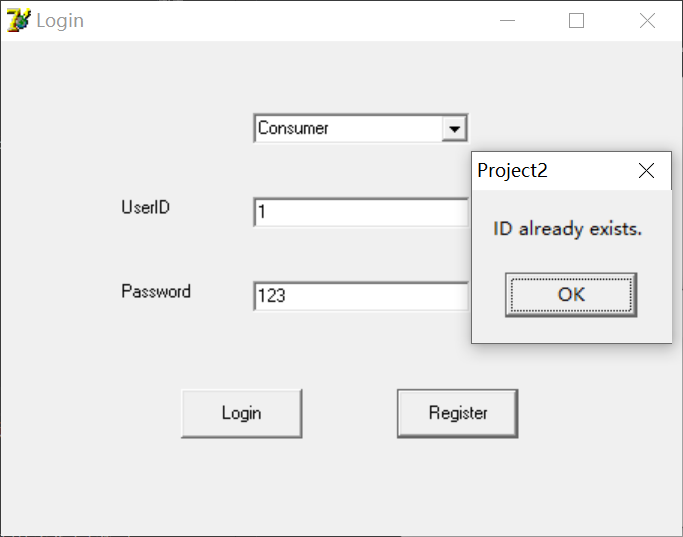 Login
Consumer
Project2
UserID
1
ID already exists.
Password
123
OK
Login
Register